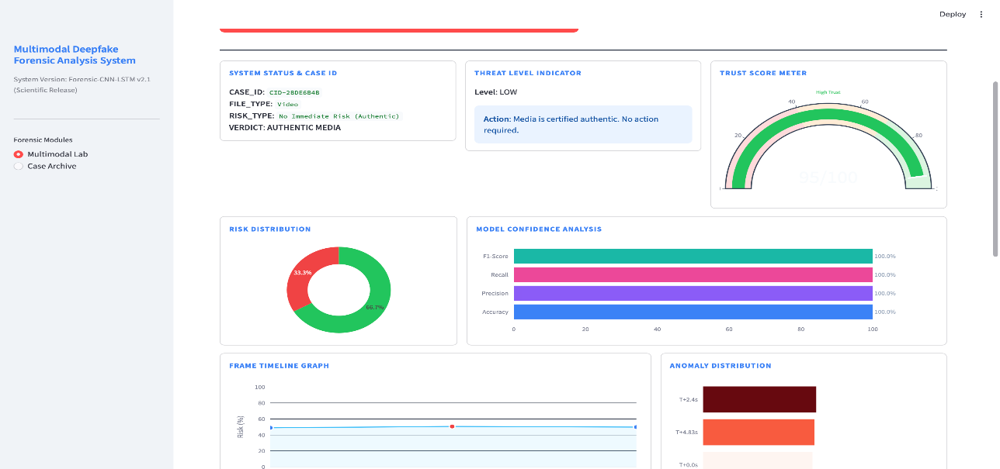 Deploy
Multimodal Deepfake
Forensic Analysis System
System Version: Forensic-CNN-LSTM v2.1
(Scientific Release)
Forensic Modules
Multimodal Lab
Case Archive
SYSTEM STATUS & CASE ID
CASE_ID: CID-28DE6B4B
FILE_TYPE: Video
RISK_TYPE: No Immediate Risk (Authentic)
VERDICT: AUTHENTIC MEDIA
THREAT LEVEL INDICATOR
Level: LOW
Action: Media is certified authentic. No action
required.
TRUST SCORE METER
High Trust
20
40
60
80
95/100
RISK DISTRIBUTION
33.3%
66.7%
MODEL CONFIDENCE ANALYSIS
F1-Score 100.0%
Recall 100.0%
Precision 100.0%
Accuracy 100.0%
0 20 40 60 80 100
FRAME TIMELINE GRAPH
Risk (%)
100
80
60
40
20
0
ANOMALY DISTRIBUTION
T+2.4s
T+4.83s
T+0.0s